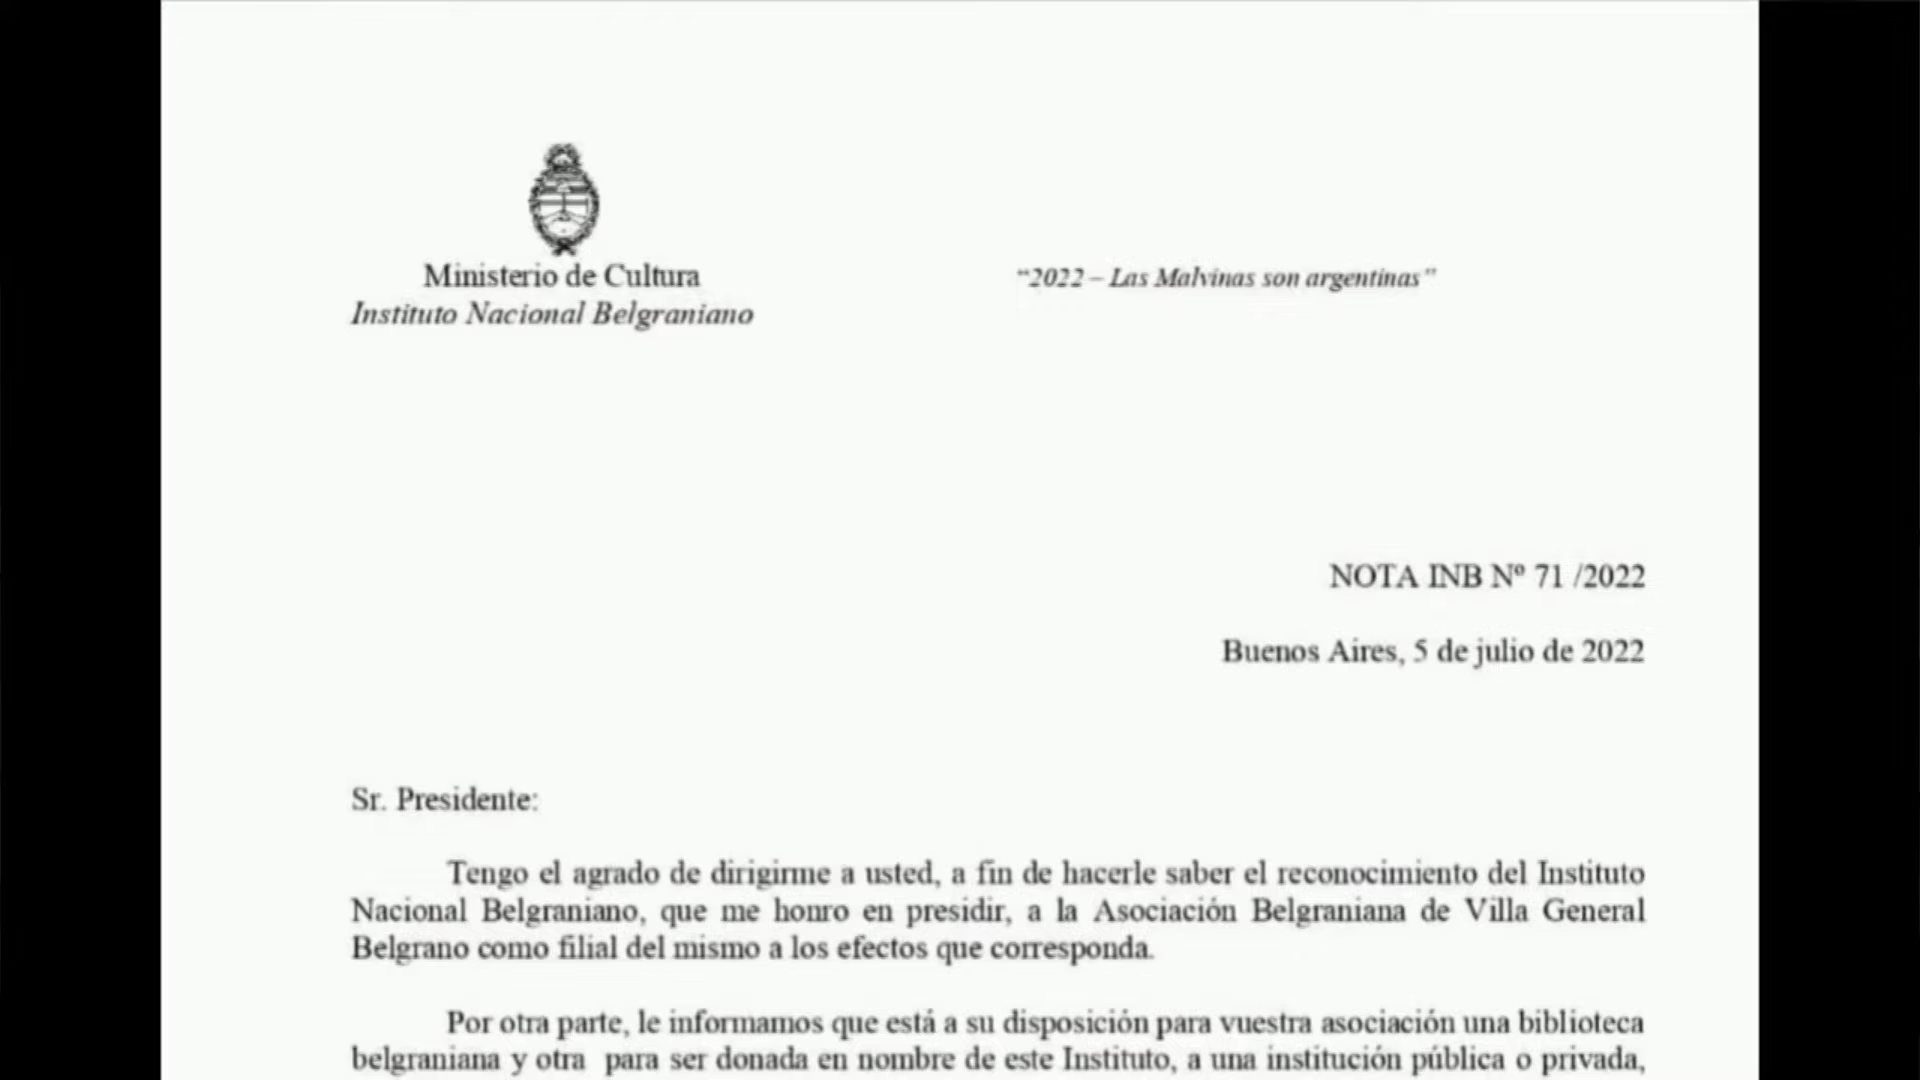 Ministerio de Cultura
Instituto Nacional Belgraniano
“2022 – Las Malvinas son argentinas”
NOTA INB Nº 71 /2022
Buenos Aires, 5 de julio de 2022
Sr. Presidente:
Tengo el agrado de dirigirme a usted, a fin de hacerle saber el reconocimiento del Instituto
Nacional Belgraniano, que me honro en presidir, a la Asociación Belgraniana de Villa General
Belgrano como filial del mismo a los efectos que corresponda.
Por otra parte, le informamos que está a su disposición para vuestra asociación una biblioteca
belgraniana y otra para ser donada en nombre de este Instituto, a una institución pública o privada,